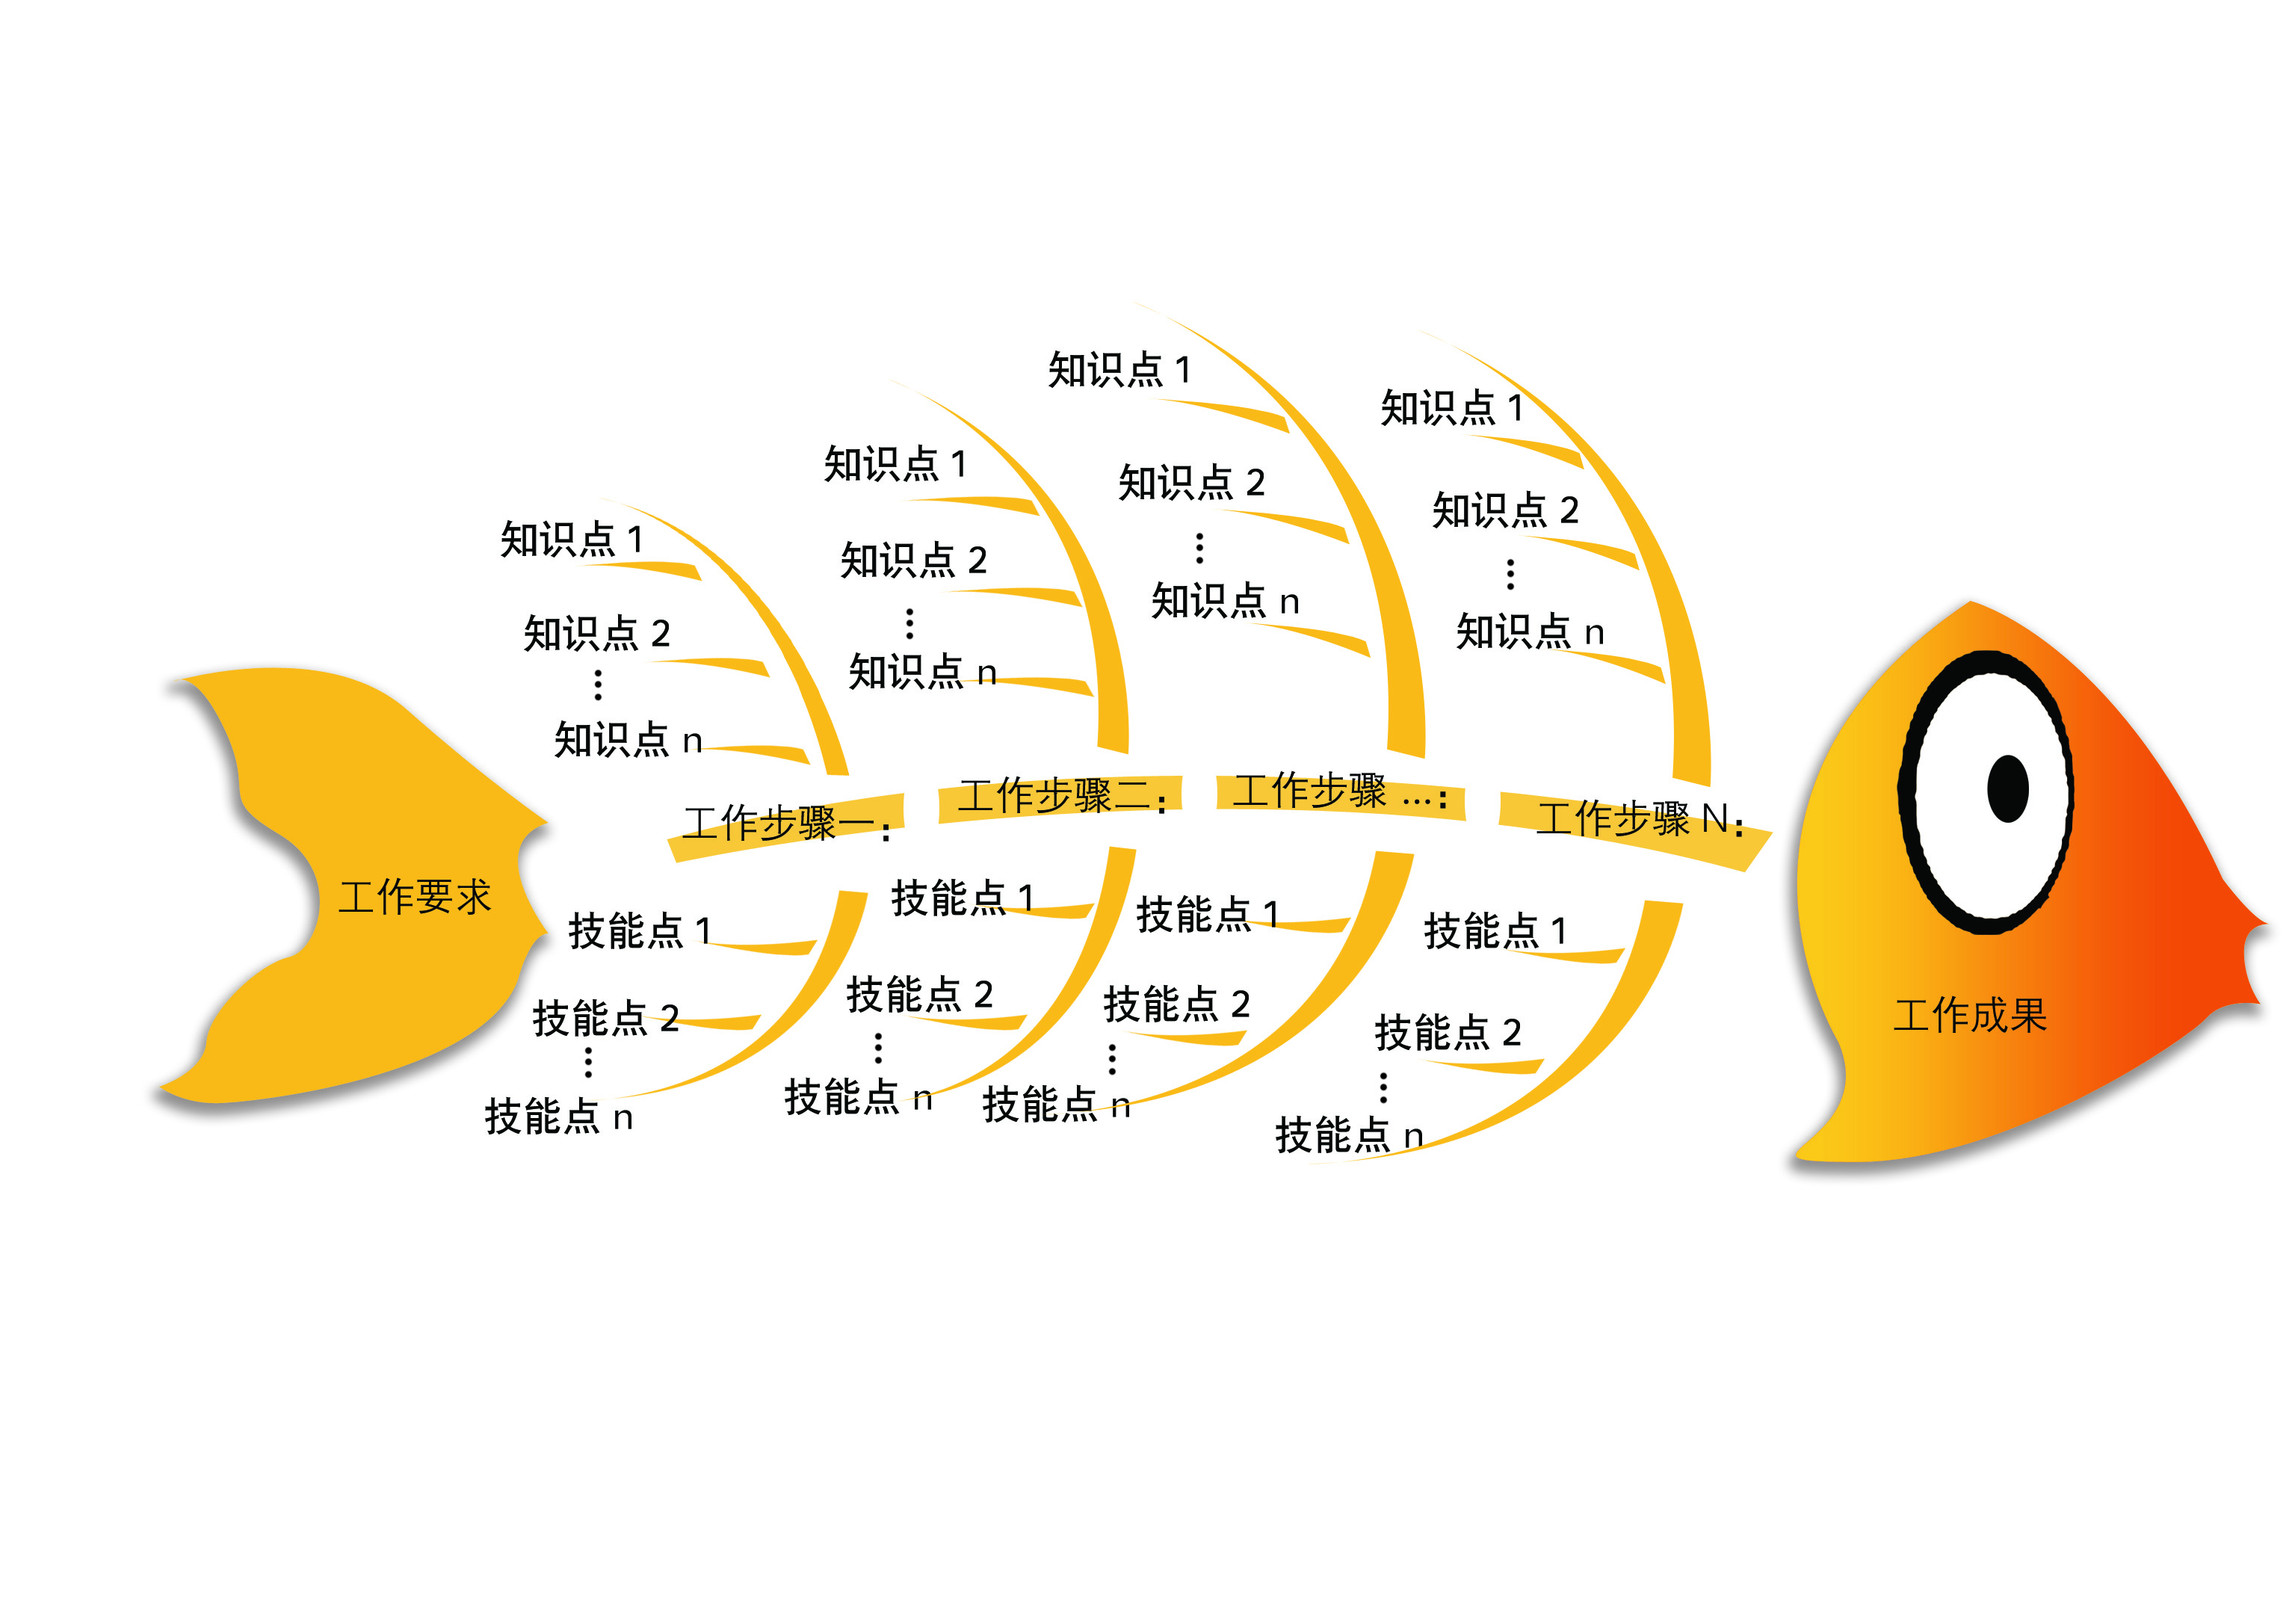 知识点 1
知识点 2
⋮
知识点 n
知识点 1
知识点 2
⋮
知识点 n
知识点 1
知识点 2
⋮
知识点 n
知识点 1
知识点 2
⋮
知识点 n
工作要求
工作步骤一：
工作步骤二：
工作步骤 …：
工作步骤 N：
工作成果
技能点 1
技能点 2
⋮
技能点 n
技能点 1
技能点 2
⋮
技能点 n
技能点 1
技能点 2
⋮
技能点 n
技能点 1
技能点 2
⋮
技能点 n